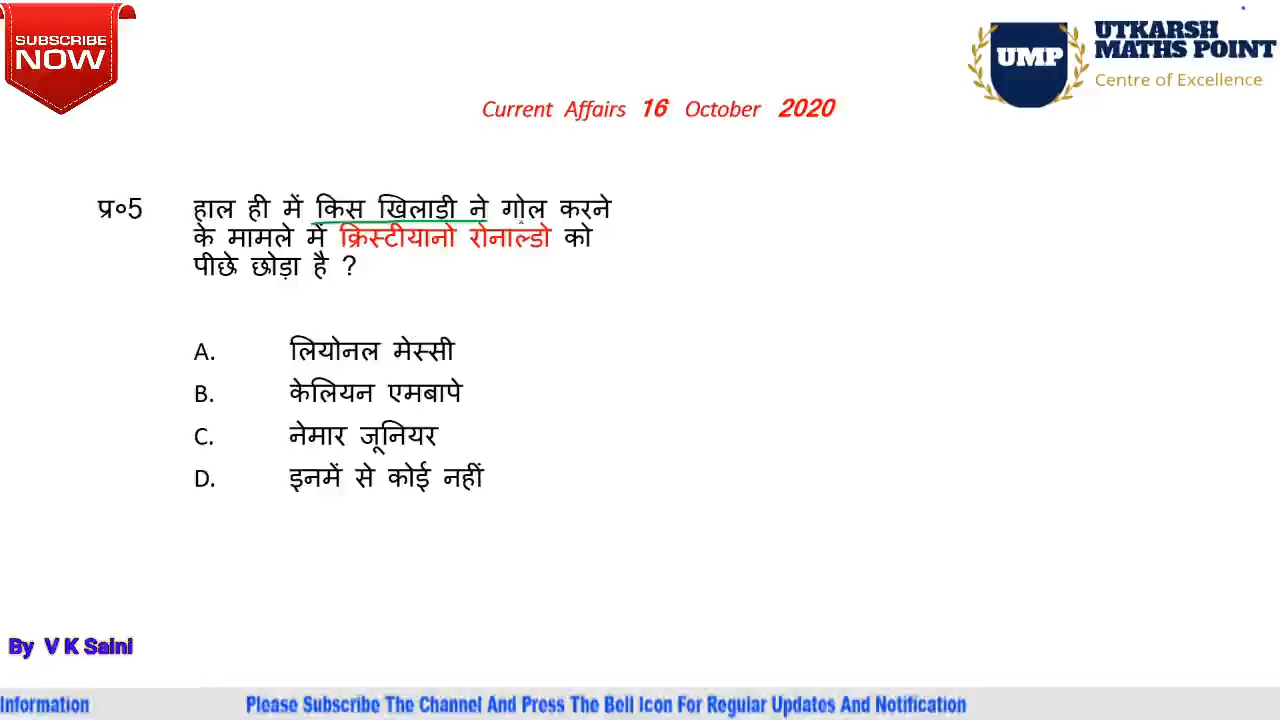 SUBSCRIBE
NOW
UMP
UTKARSH
MATHS POINT
Centre of Excellence
Current Affairs 16 October 2020
प्र०5 हाल ही में किस खिलाडी ने गोल करने
के मामले में क्रिस्टीयानो रोनाल्डो को
पीछे छोड़ा है ?
A. लियोनल मेस्सी
B. केलियन एमबापे
C. नेमार जूनियर
D. इनमें से कोई नहीं
By V K Saini
Information Please Subscribe The Channel And Press The Bell Icon For Regular Updates And Notification